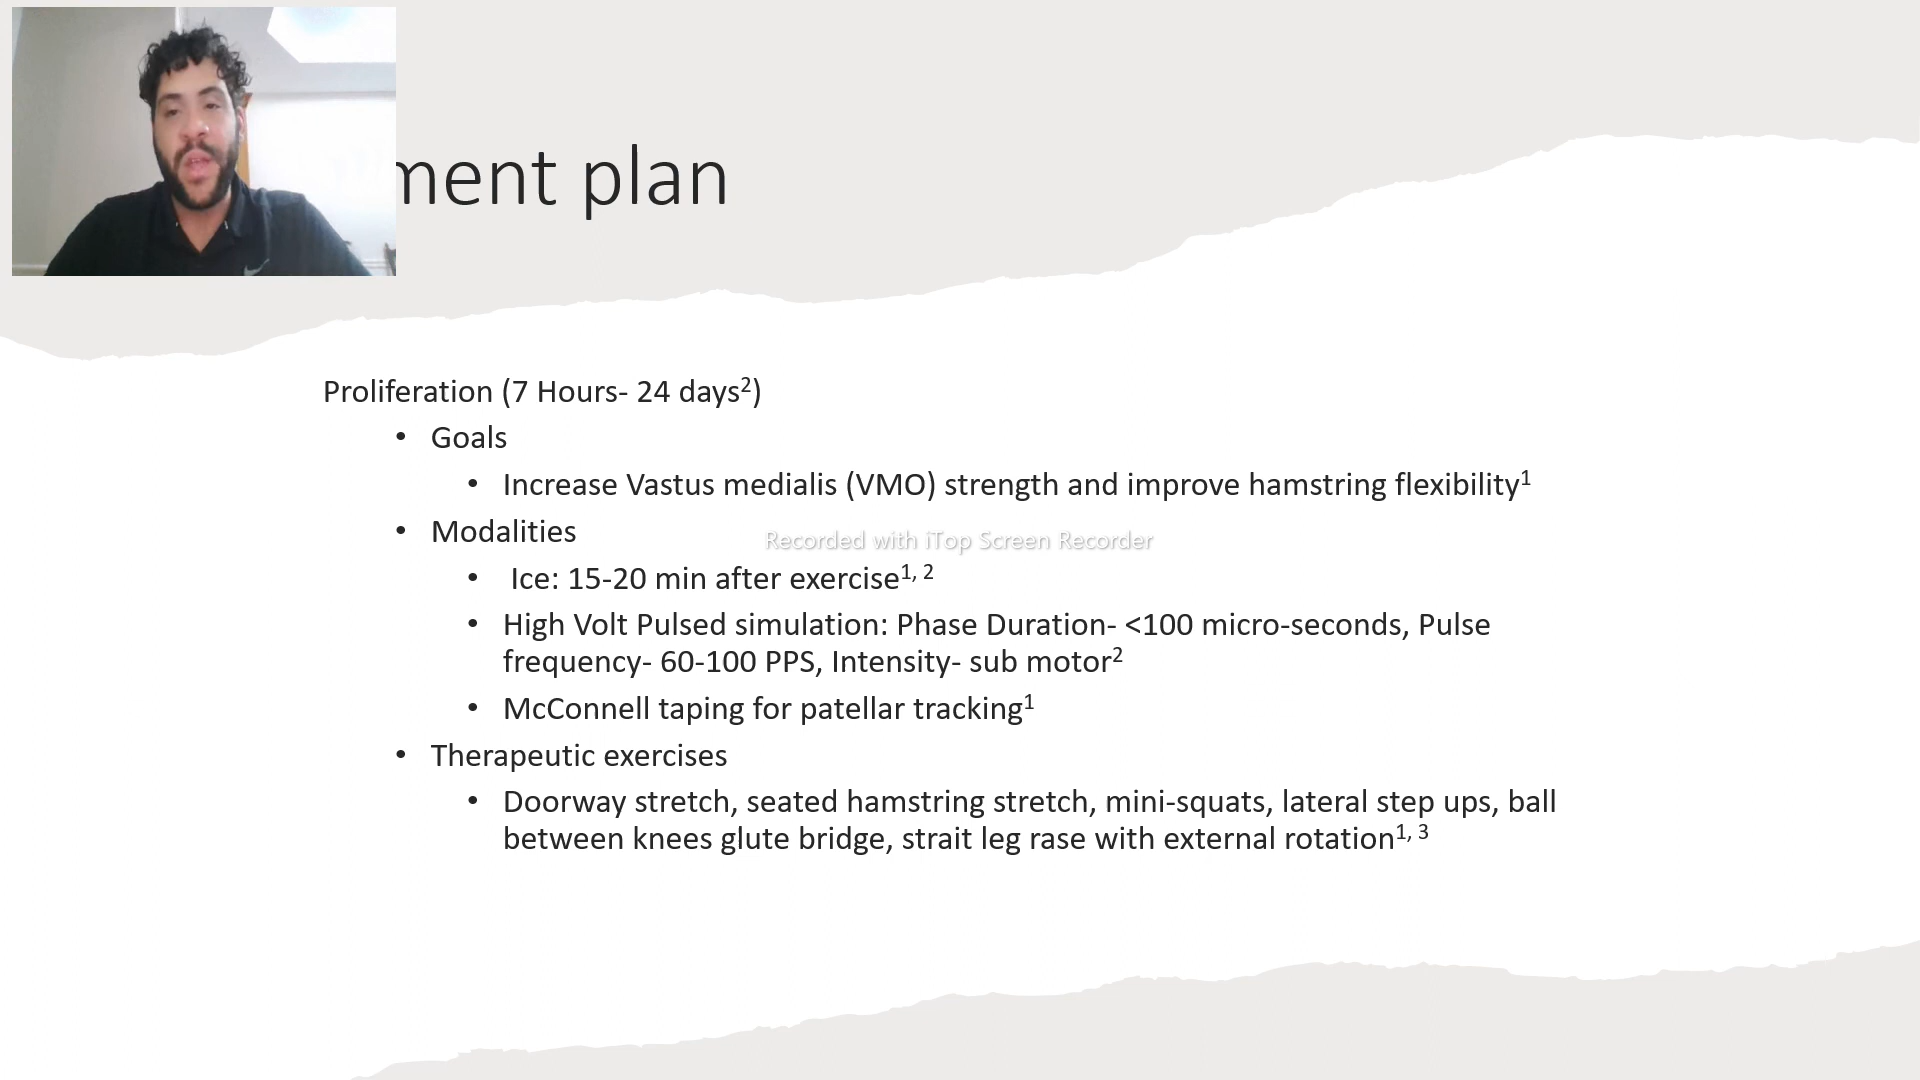 ment plan
Proliferation (7 Hours- 24 days²)
• Goals
• Increase Vastus medialis (VMO) strength and improve hamstring flexibility¹
• Modalities
Recorded with iTop Screen Recorder
• Ice: 15-20 min after exercise¹, ²
• High Volt Pulsed simulation: Phase Duration- <100 micro-seconds, Pulse
frequency- 60-100 PPS, Intensity- sub motor²
• McConnell taping for patellar tracking¹
• Therapeutic exercises
• Doorway stretch, seated hamstring stretch, mini-squats, lateral step ups, ball
between knees glute bridge, strait leg rase with external rotation¹, ³